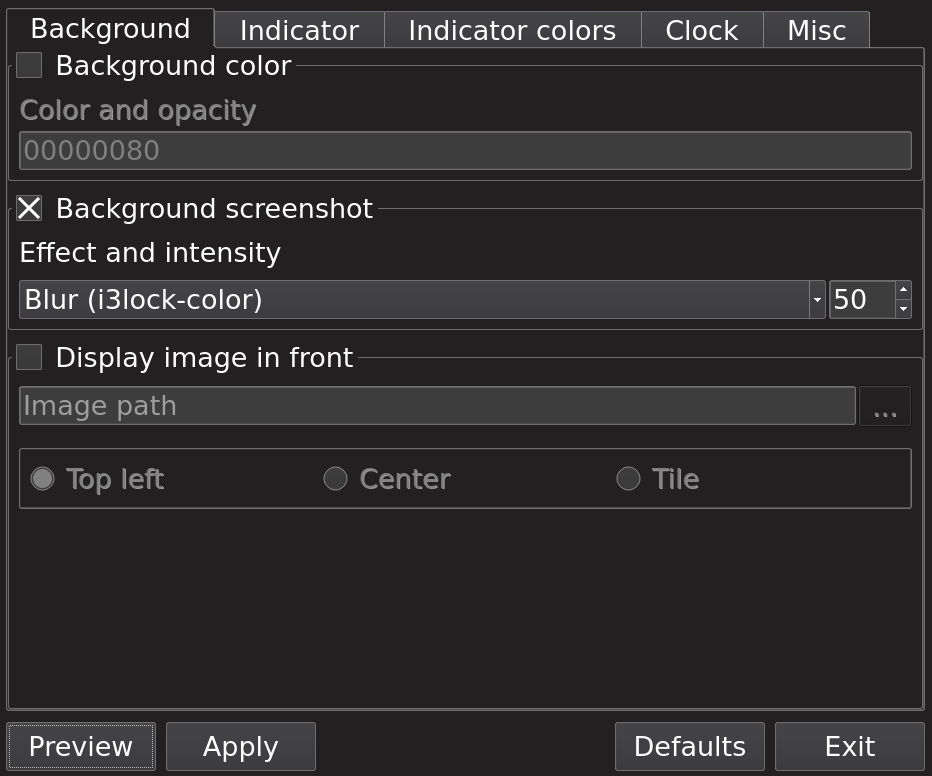 Background Indicator Indicator colors Clock Misc
Background color
Color and opacity
00000080
Background screenshot
Effect and intensity
Blur (i3lock-color) 50
Display image in front
Image path ...
Top left Center Tile
Preview Apply Defaults Exit